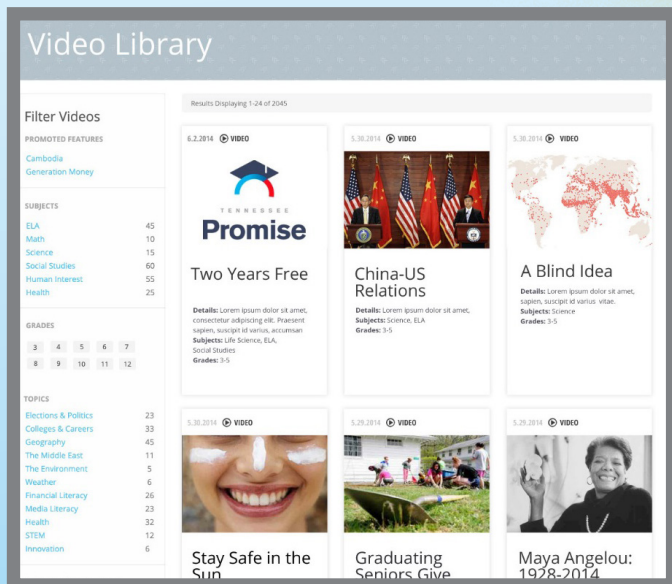 Video Library
Filter Videos
PROMOTED FEATURES
Cambodia
Generation Money
SUBJECTS
ELA 45
Math 10
Science 15
Social Studies 60
Human Interest 55
Health 25
GRADES
3 4 5 6 7
8 9 10 11 12
TOPICS
Elections & Politics 23
Colleges & Careers 33
Geography 45
The Middle East 11
The Environment 5
Weather 6
Financial Literacy 26
Media Literacy 23
Health 32
STEM 12
Innovation 6
Results Displaying 1-24 of 2045
6.2.2014 VIDEO
TENNESSEE
Promise
Two Years Free
Details: Lorem ipsum dolor sit amet,
consectetur adipiscing elit. Praesent
sapien, suscipit id varius, accumsan
Subjects: Life Science, ELA,
Social Studies
Grades: 3-5
5.30.2014 VIDEO
China-US
Relations
Details: Lorem ipsum dolor sit amet,
Subjects: Science, ELA
Grades: 3-5
5.30.2014 VIDEO
A Blind Idea
Details: Lorem ipsum dolor sit amet,
sapien, suscipit id varius vitae.
Subjects: Science
Grades: 3-5
5.30.2014 VIDEO
Stay Safe in the
Sun
5.29.2014 VIDEO
Graduating
Seniors Give
5.29.2014 VIDEO
Maya Angelou:
1928-2014